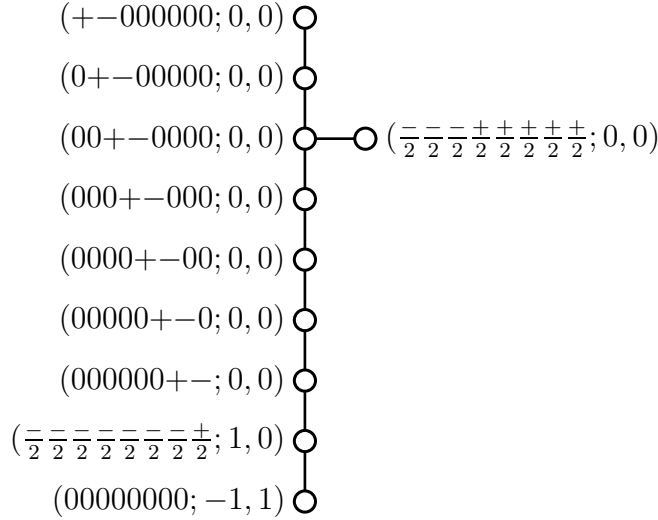 (+−000000; 0, 0)
(0+−00000; 0, 0)
(00+−0000; 0, 0) (−/2 −/2 −/2 +/2 +/2 +/2 +/2 +/2; 0, 0)
(000+−000; 0, 0)
(0000+−00; 0, 0)
(00000+−0; 0, 0)
(000000+−; 0, 0)
(−/2 −/2 −/2 −/2 −/2 −/2 −/2 +/2; 1, 0)
(00000000; −1, 1)